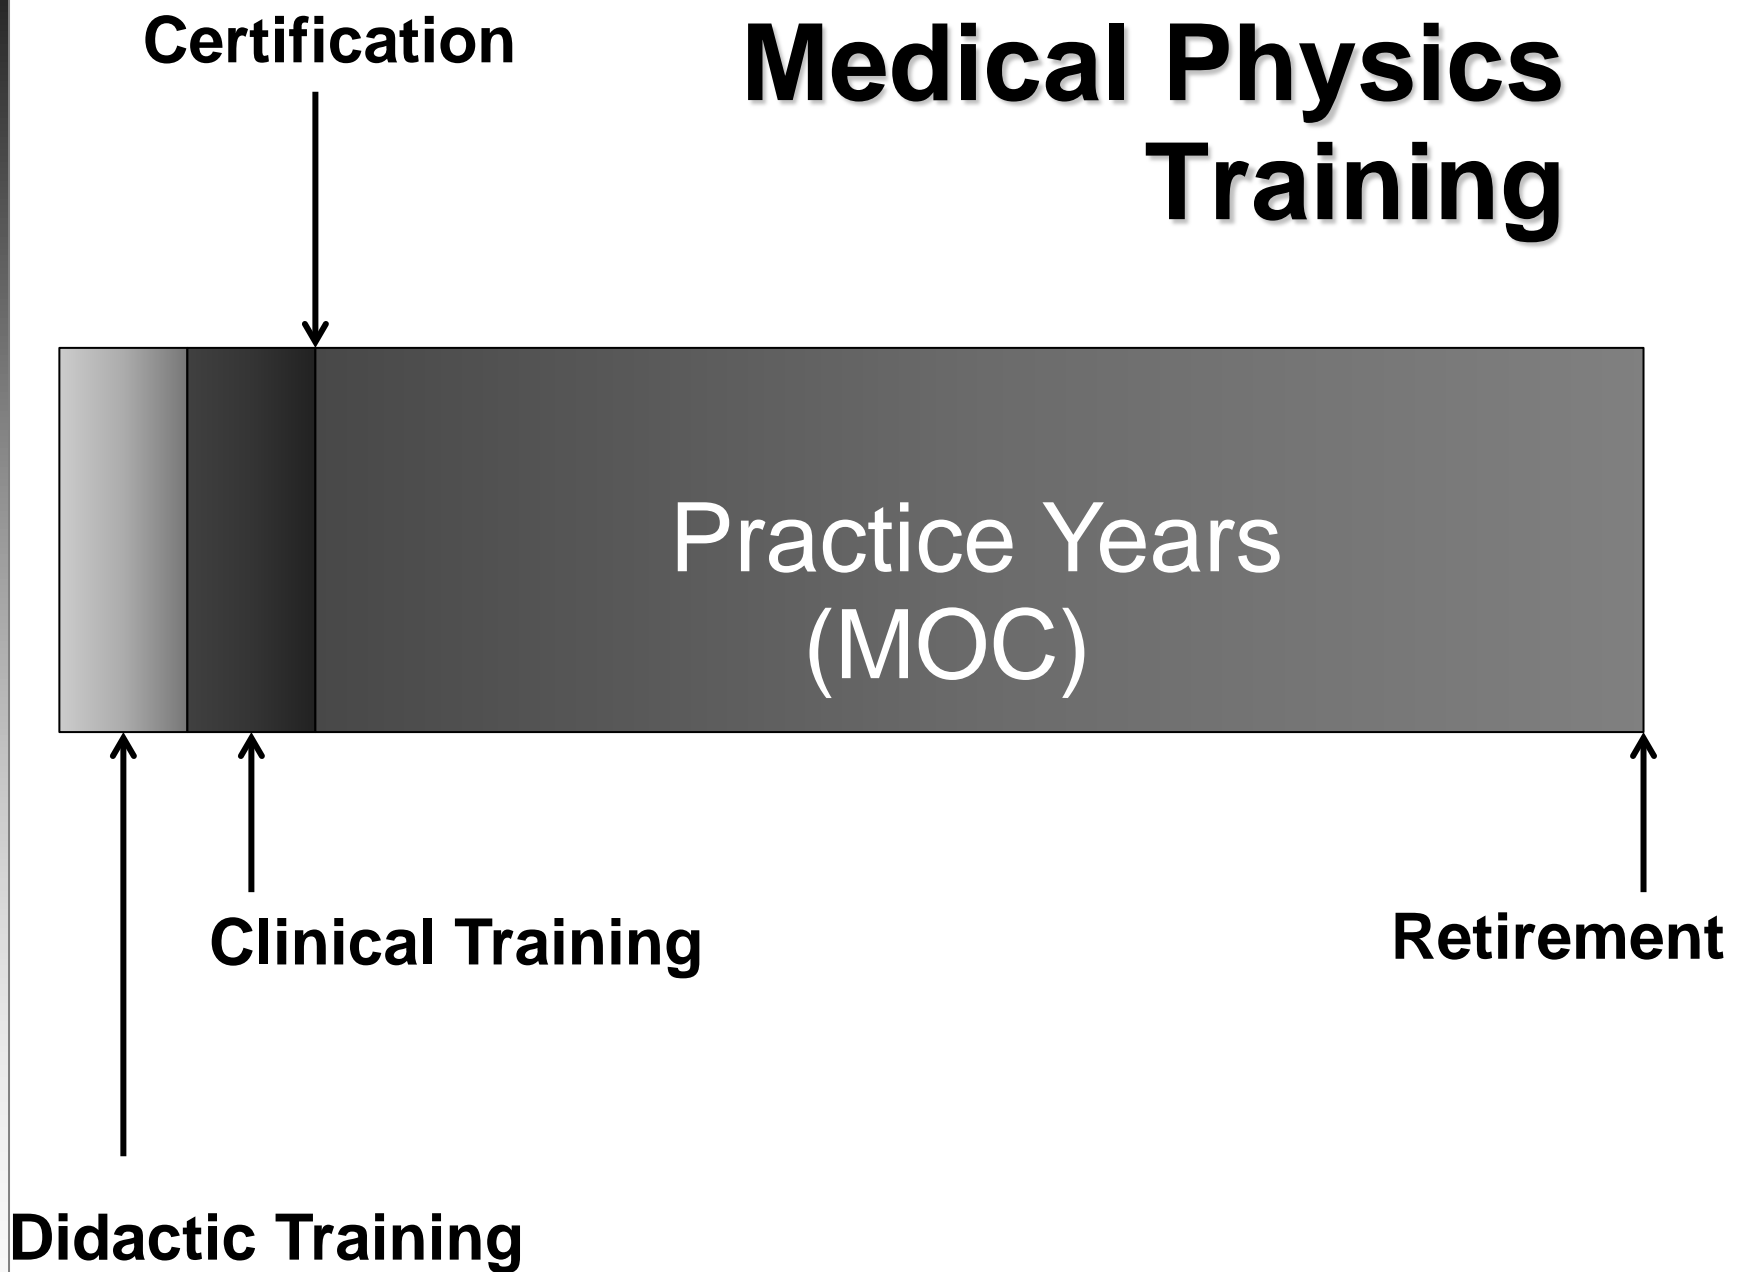 Certification
Medical Physics
Training
Practice Years
(MOC)
Clinical Training
Retirement
Didactic Training